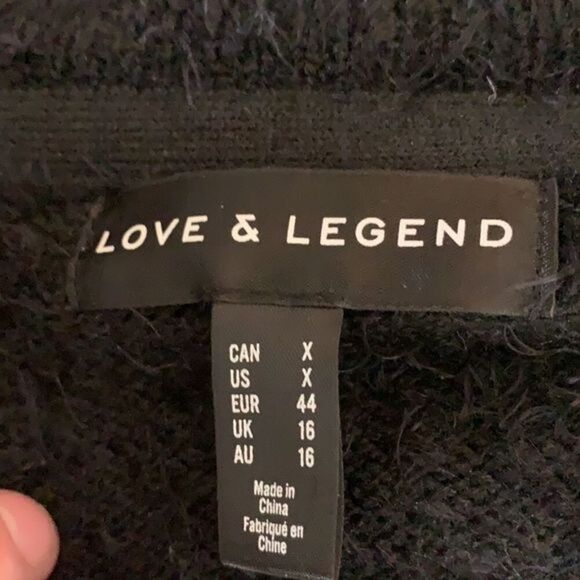 LOVE & LEGEND
CAN X
US X
EUR 44
UK 16
AU 16
Made in
China
Fabriqué en
Chine